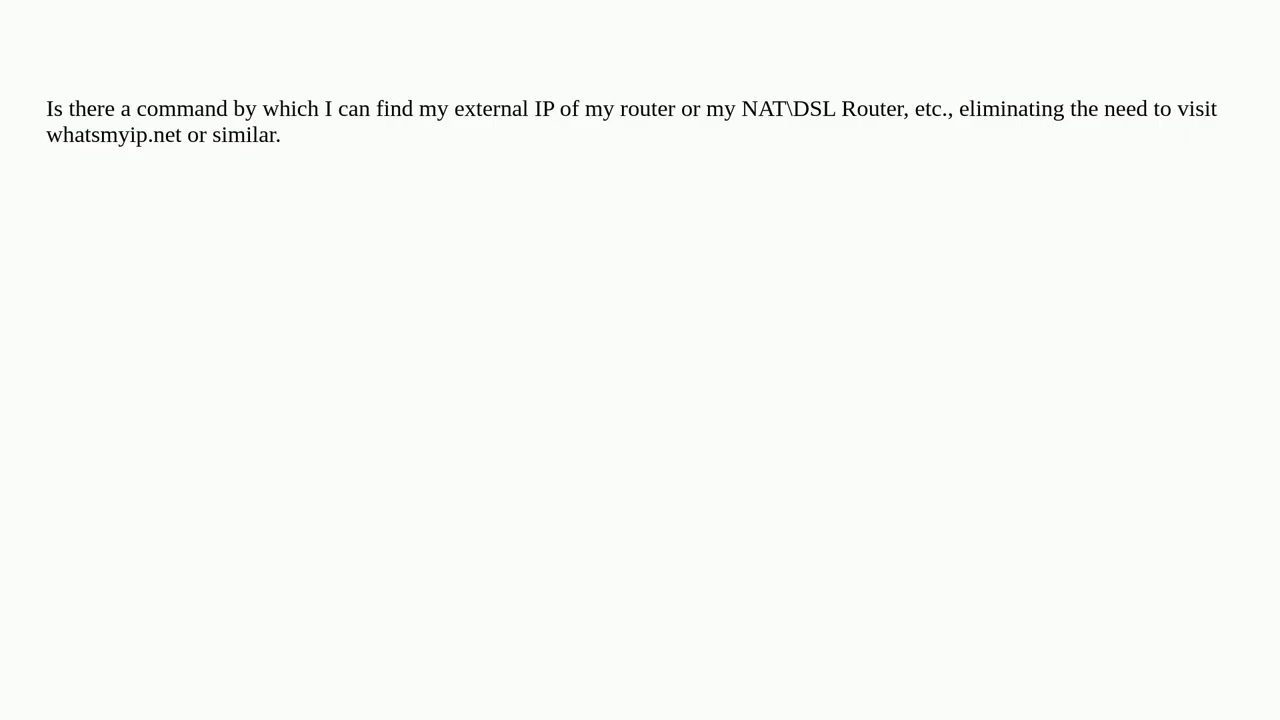 Is there a command by which I can find my external IP of my router or my NAT\DSL Router, etc., eliminating the need to visit
whatsmyip.net or similar.